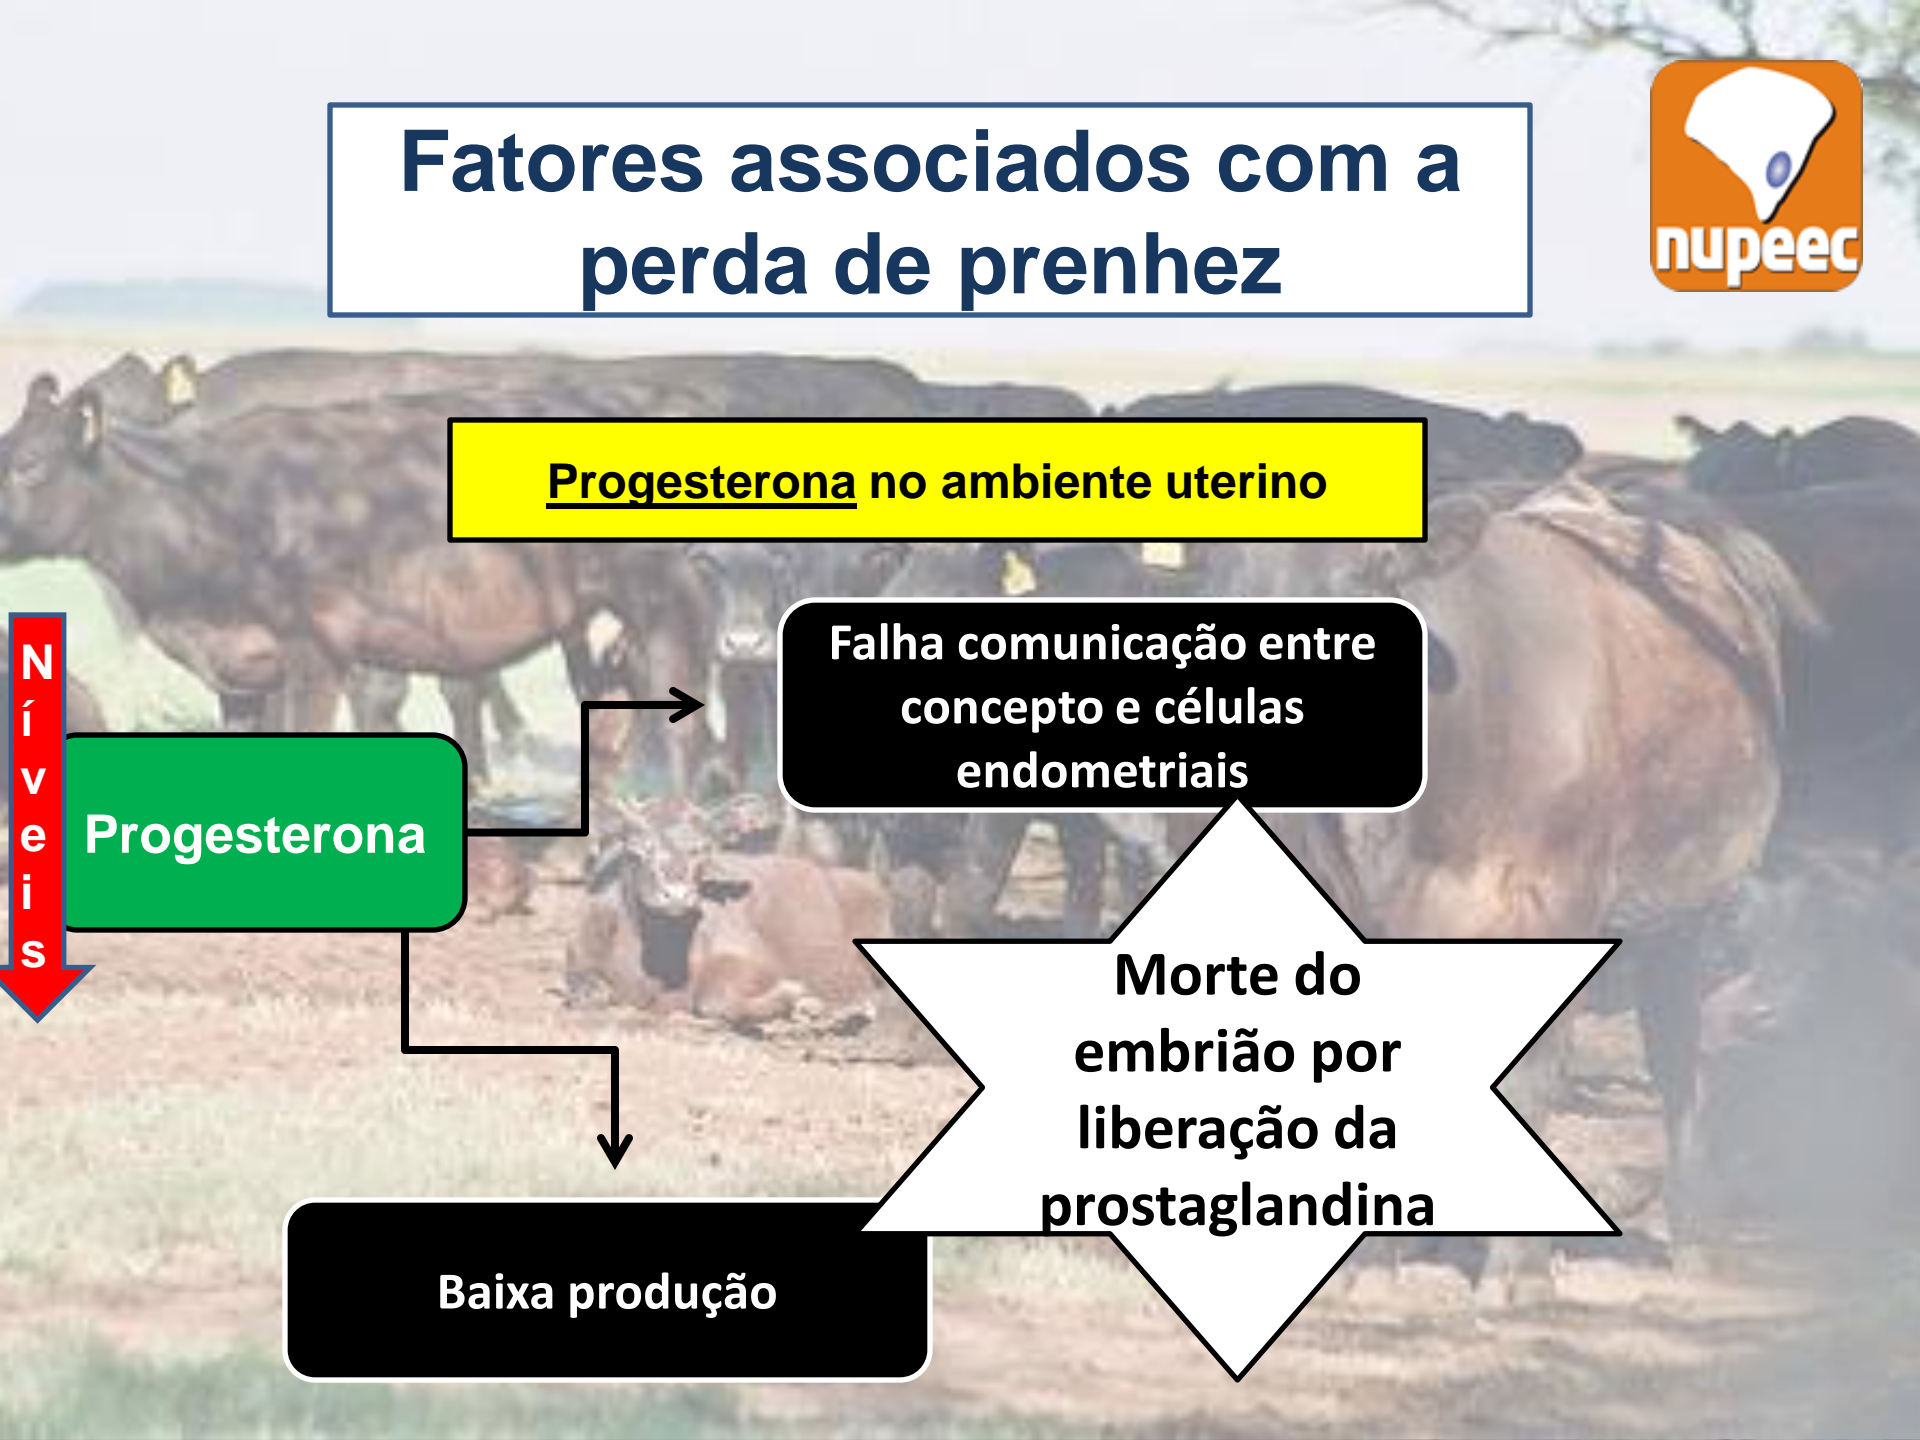 Fatores associados com a
perda de prenhez
nupeec
Progesterona no ambiente uterino
Níveis
Progesterona
Falha comunicação entre
concepto e células
endometriais
Morte do
embrião por
liberação da
prostaglandina
Baixa produção